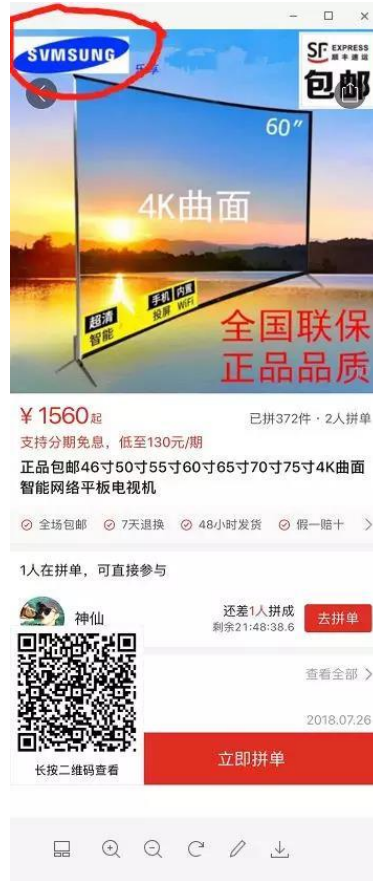 SVMSUNG
乐享
SF EXPRESS
顺丰速运
包邮
60"
4K曲面
超清
智能
手机
投屏
内置
WiFi
全国联保
正品品质
¥1560起
已拼372件·2人拼单
支持分期免息，低至130元/期
正品包邮46寸50寸55寸60寸65寸70寸75寸4K曲面
智能网络平板电视机
全场包邮 7天退换 48小时发货 假一赔十
1人在拼单，可直接参与
神仙
还差1人拼成
剩余21:48:38.6
去拼单
查看全部
2018.07.26
长按二维码查看
立即拼单